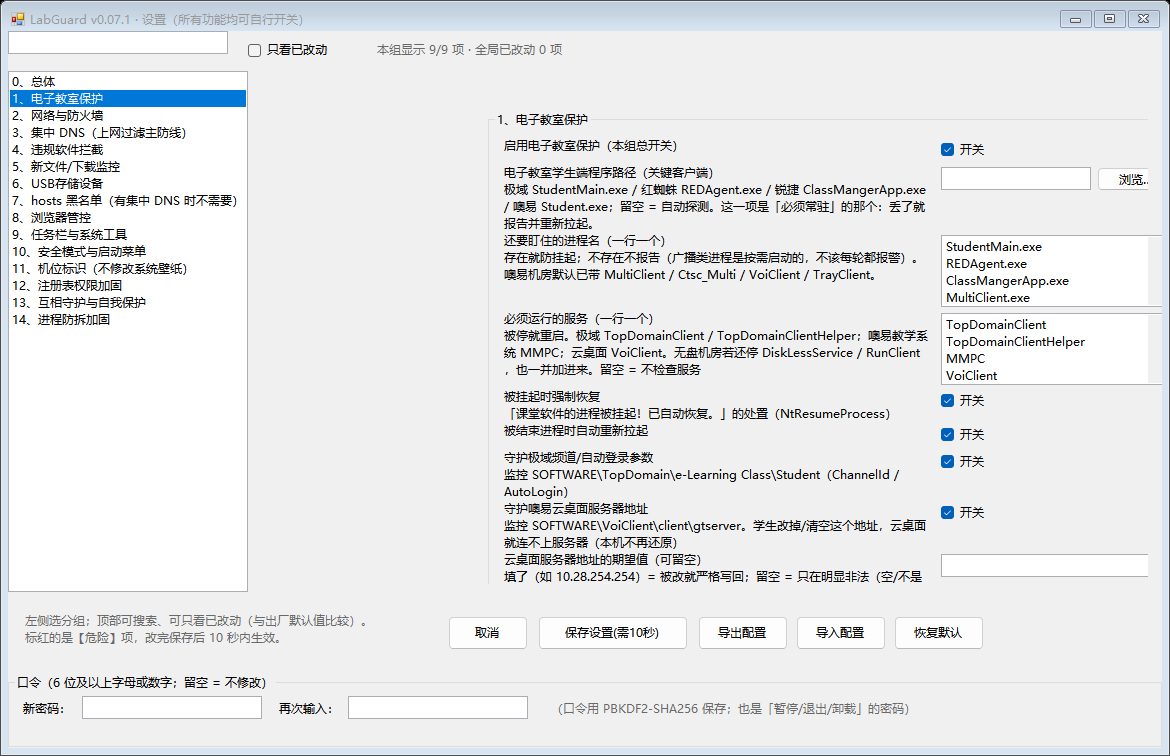 LabGuard v0.07.1 · 设置（所有功能均可自行开关）
只看已改动
本组显示 9/9 项 · 全局已改动 0 项
0、总体
1、电子教室保护
2、网络与防火墙
3、集中 DNS（上网过滤主防线）
4、违规软件拦截
5、新文件/下载监控
6、USB存储设备
7、hosts 黑名单（有集中 DNS 时不需要）
8、浏览器管控
9、任务栏与系统工具
10、安全模式与启动菜单
11、机位标识（不修改系统壁纸）
12、注册表权限加固
13、互相守护与自我保护
14、进程防拆加固
1、电子教室保护
启用电子教室保护（本组总开关）
开关
电子教室学生端程序路径（关键客户端）
极域 StudentMain.exe / 红蜘蛛 REDAgent.exe / 锐捷 ClassMangerApp.exe
/ 噢易 Student.exe；留空 = 自动探测。这一项是「必须常驻」的那个：丢了就
报告并重新拉起。
浏览..
还要盯住的进程名（一行一个）
存在就防挂起；不存在不报告（广播类进程是按需启动的，不该每轮都报警）。
噢易机房默认已带 MultiClient / Ctsc_Multi / VoiClient / TrayClient。
StudentMain.exe
REDAgent.exe
ClassMangerApp.exe
MultiClient.exe
必须运行的服务（一行一个）
被停就重启。极域 TopDomainClient / TopDomainClientHelper；噢易教学系
统 MMPC；云桌面 VoiClient。无盘机房若还停 DiskLessService / RunClient
，也一并加进来。留空 = 不检查服务
TopDomainClient
TopDomainClientHelper
MMPC
VoiClient
被挂起时强制恢复
「课堂软件的进程被挂起！已自动恢复。」的处置（NtResumeProcess）
开关
被结束进程时自动重新拉起
开关
守护极域频道/自动登录参数
监控 SOFTWARE\TopDomain\e-Learning Class\Student（ChannelId /
AutoLogin）
开关
守护噢易云桌面服务器地址
监控 SOFTWARE\VoiClient\client\gtserver。学生改掉/清空这个地址，云桌面
就连不上服务器（本机不再还原）
开关
云桌面服务器地址的期望值（可留空）
填了（如 10.28.254.254）= 被改就严格写回；留空 = 只在明显非法（空/不是
左侧选分组；顶部可搜索、可只看已改动（与出厂默认值比较）。
标红的是【危险】项，改完保存后 10 秒内生效。
取消
保存设置(需10秒)
导出配置
导入配置
恢复默认
口令（6 位及以上字母或数字；留空 = 不修改）
新密码：
再次输入：
（口令用 PBKDF2-SHA256 保存；也是「暂停/退出/卸载」的密码）